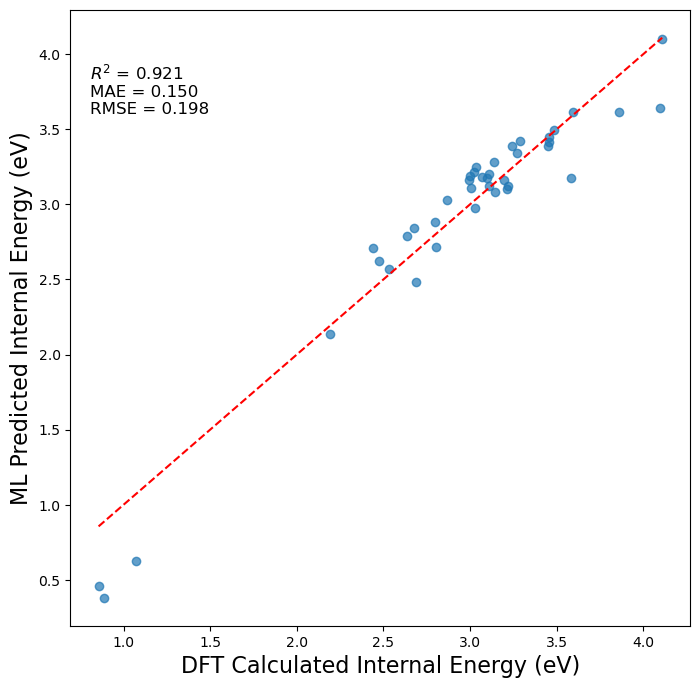 R² = 0.921
MAE = 0.150
RMSE = 0.198
ML Predicted Internal Energy (eV)
4.0
3.5
3.0
2.5
2.0
1.5
1.0
0.5
1.0 1.5 2.0 2.5 3.0 3.5 4.0
DFT Calculated Internal Energy (eV)